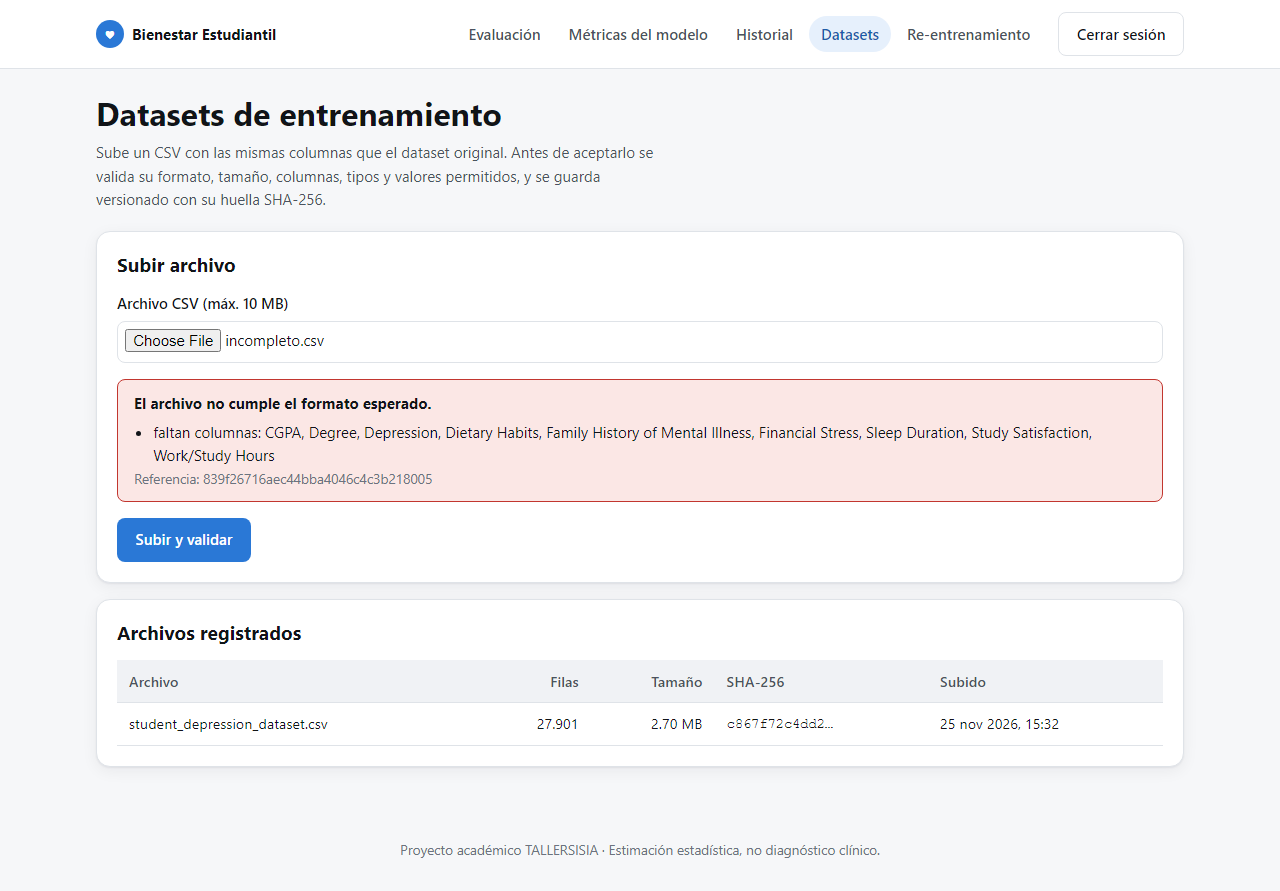 Bienestar Estudiantil
Evaluación
Métricas del modelo
Historial
Datasets
Re-entrenamiento
Cerrar sesión
Datasets de entrenamiento
Sube un CSV con las mismas columnas que el dataset original. Antes de aceptarlo se
valida su formato, tamaño, columnas, tipos y valores permitidos, y se guarda
versionado con su huella SHA-256.
Subir archivo
Archivo CSV (máx. 10 MB)
Choose File incompleto.csv
El archivo no cumple el formato esperado.
• faltan columnas: CGPA, Degree, Depression, Dietary Habits, Family History of Mental Illness, Financial Stress, Sleep Duration, Study Satisfaction,
Work/Study Hours
Referencia: 839f26716aec44bba4046c4c3b218005
Subir y validar
Archivos registrados
Archivo Filas Tamaño SHA-256 Subido
student_depression_dataset.csv 27.901 2.70 MB c867f72c4dd2… 25 nov 2026, 15:32
Proyecto académico TALLERSISIA · Estimación estadística, no diagnóstico clínico.